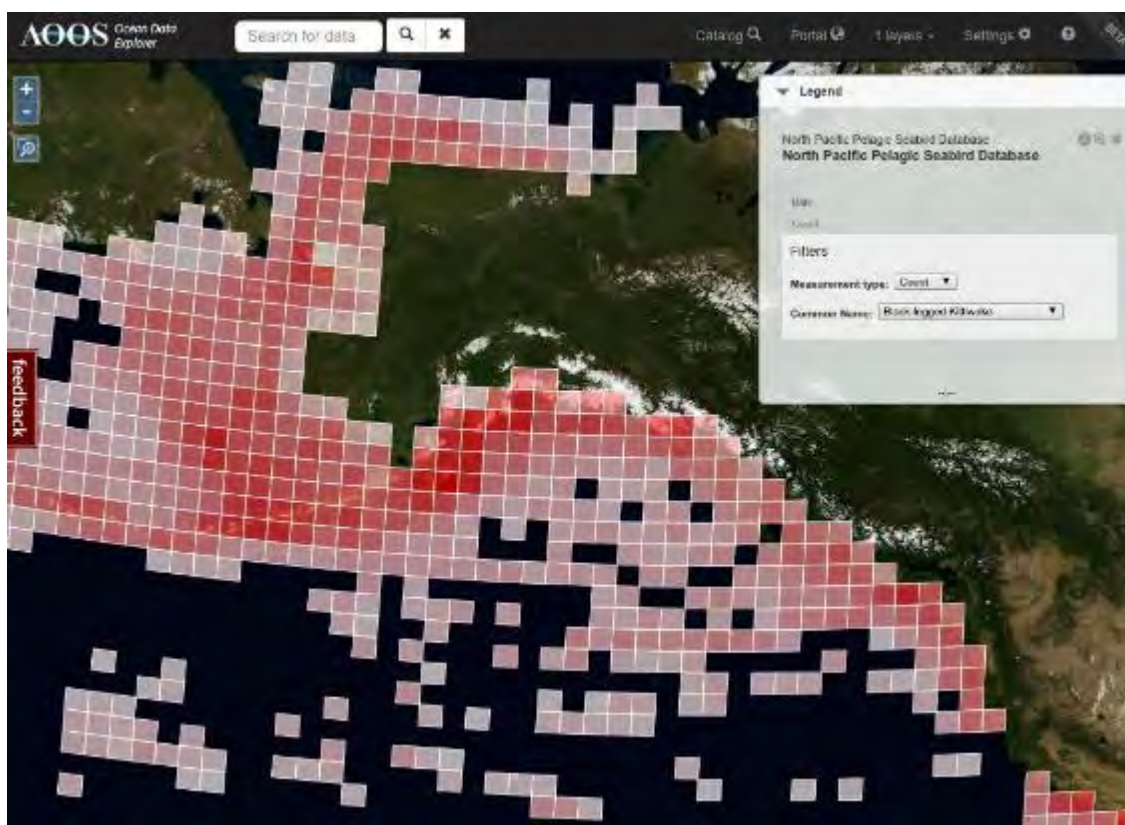 AOOS Ocean Data Explorer
Search for data
Catalog
Portal
1 layers
Settings
BETA
feedback
Legend
North Pacific Pelagic Seabird Database
North Pacific Pelagic Seabird Database
Filters
Measurement type: Count
Common Name: Black-legged Kittiwake